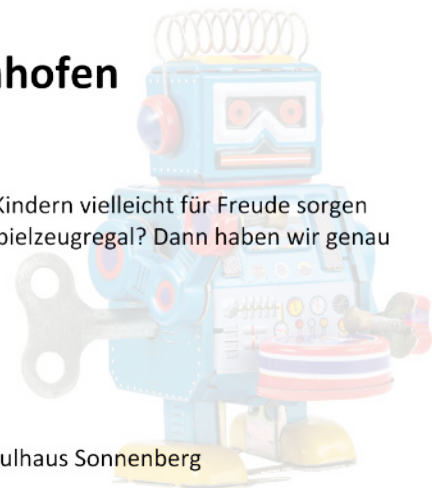 hofen
Kindern vielleicht für Freude sorgen
pielzeugregal? Dann haben wir genau
ulhaus Sonnenberg